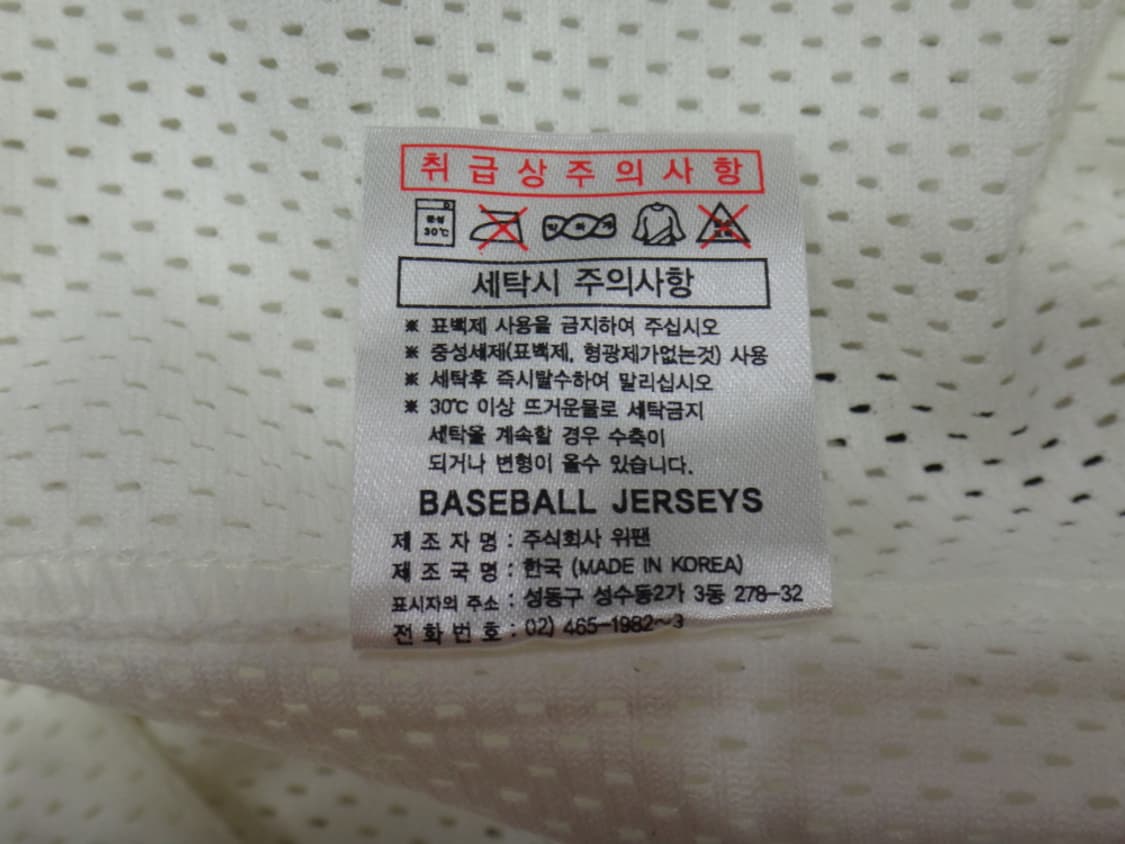 취급상주의사항
중성
30℃
약하게
세탁시 주의사항
※ 표백제 사용을 금지하여 주십시오
※ 중성세제(표백제, 형광제가없는것) 사용
※ 세탁후 즉시탈수하여 말리십시오
※ 30℃ 이상 뜨거운물로 세탁금지
세탁을 계속할 경우 수축이
되거나 변형이 올수 있습니다.
BASEBALL JERSEYS
제조자명 : 주식회사 위팬
제조국명 : 한국 (MADE IN KOREA)
표시자의 주소 : 성동구 성수동2가 3동 278-32
전화번호 : 02) 465-1982~3